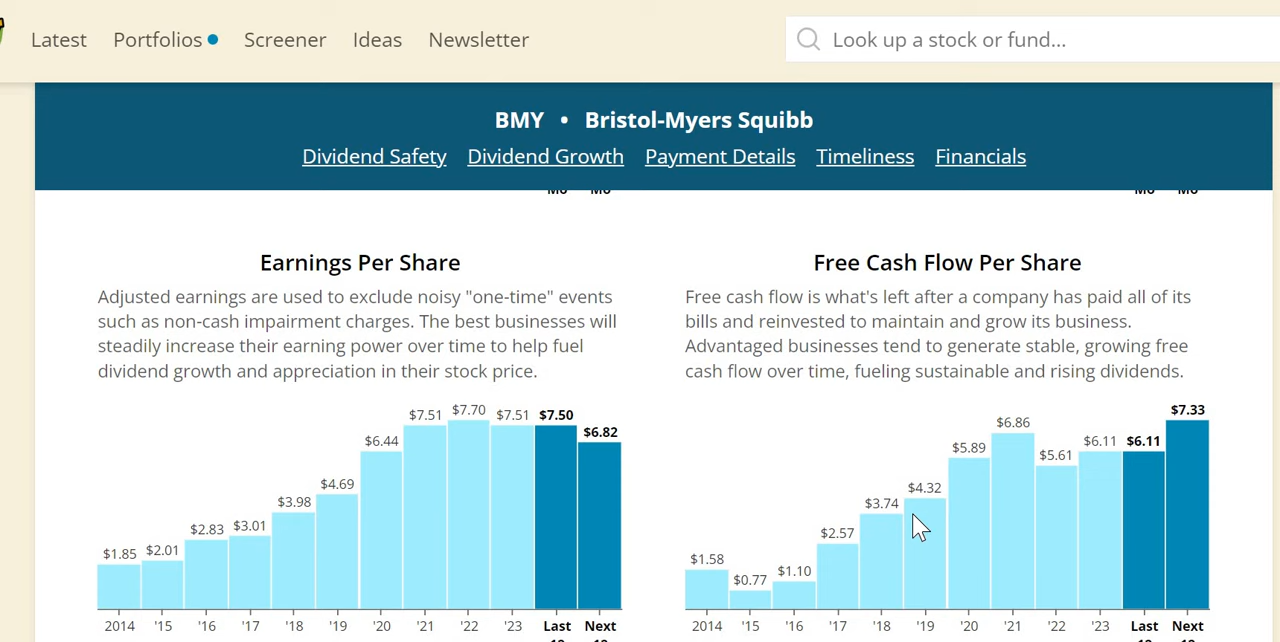 Latest Portfolios Screener Ideas Newsletter Look up a stock or fund...
BMY • Bristol-Myers Squibb
Dividend Safety Dividend Growth Payment Details Timeliness Financials
Mo Mo
Mo Mo
Earnings Per Share
Adjusted earnings are used to exclude noisy "one-time" events
such as non-cash impairment charges. The best businesses will
steadily increase their earning power over time to help fuel
dividend growth and appreciation in their stock price.
$1.85 $2.01 $2.83 $3.01 $3.98 $4.69 $6.44 $7.51 $7.70 $7.51 $7.50 $6.82
2014 '15 '16 '17 '18 '19 '20 '21 '22 '23 Last Next
12 12
Free Cash Flow Per Share
Free cash flow is what's left after a company has paid all of its
bills and reinvested to maintain and grow its business.
Advantaged businesses tend to generate stable, growing free
cash flow over time, fueling sustainable and rising dividends.
$1.58 $0.77 $1.10 $2.57 $3.74 $4.32 $5.89 $6.86 $5.61 $6.11 $6.11 $7.33
2014 '15 '16 '17 '18 '19 '20 '21 '22 '23 Last Next
12 12